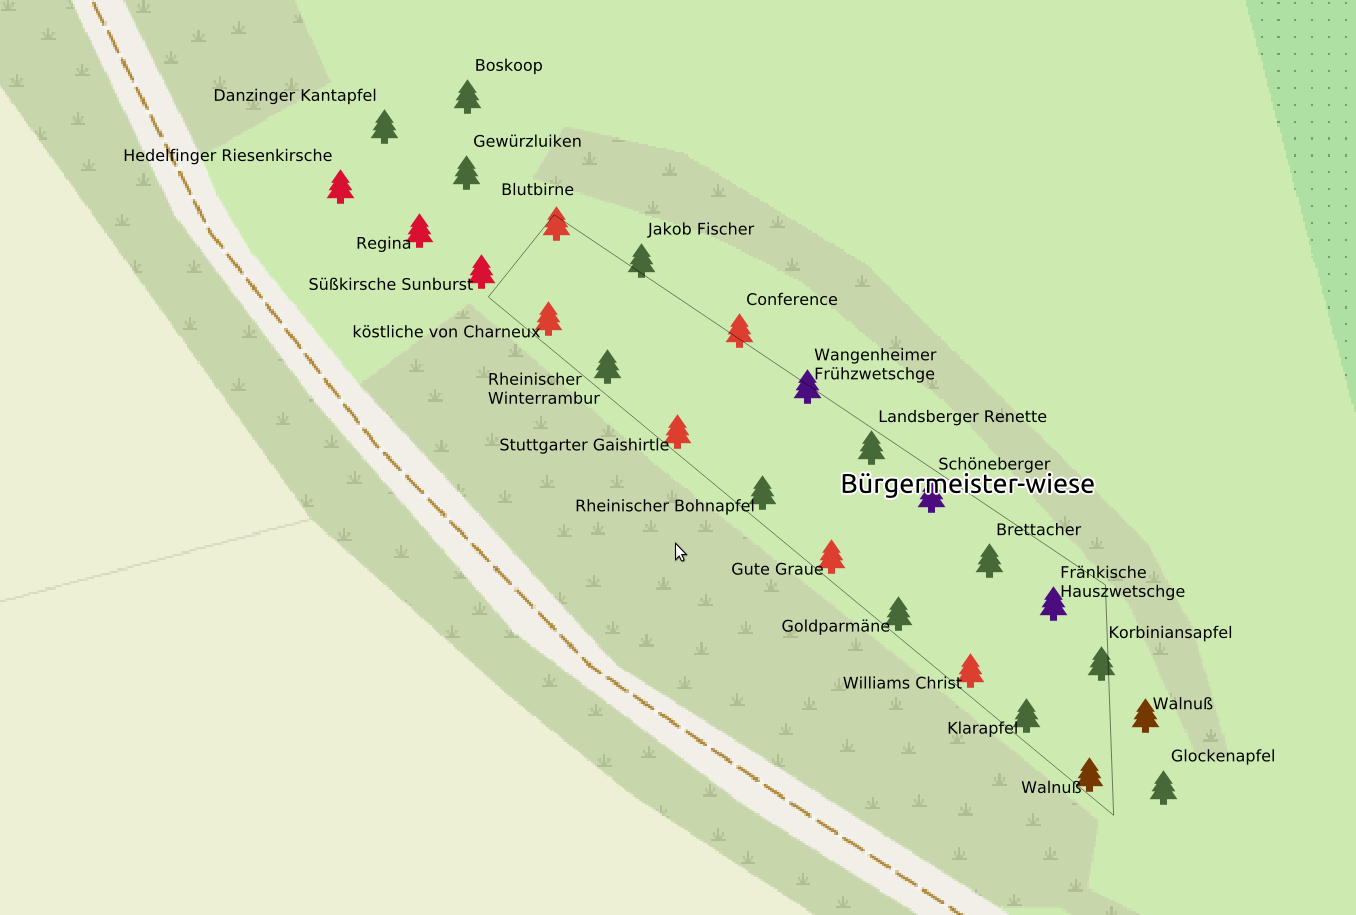 Boskoop
Danzinger Kantapfel
Gewürzluiken
Hedelfinger Riesenkirsche
Blutbirne
Jakob Fischer
Regina
Süßkirsche Sunburst
Conference
köstliche von Charneux
Wangenheimer
Frühzwetschge
Rheinischer
Winterrambur
Landsberger Renette
Stuttgarter Gaishirtle
Schöneberger
Bürgermeister-wiese
Rheinischer Bohnapfel
Brettacher
Gute Graue
Fränkische
Hauszwetschge
Goldparmäne
Korbiniansapfel
Williams Christ
Walnuß
Klarapfel
Glockenapfel
Walnuß